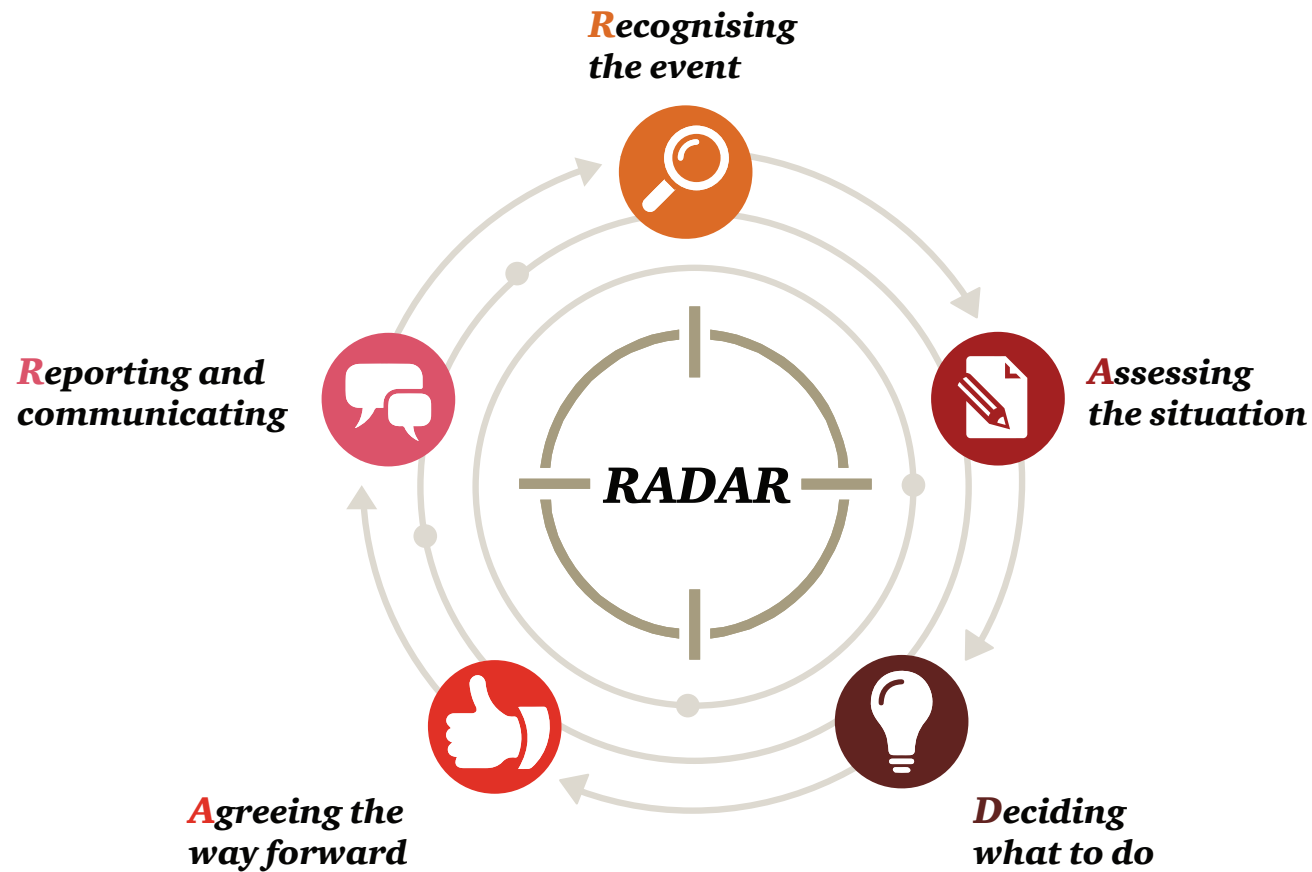 Recognising
the event
Assessing
the situation
Deciding
what to do
Agreeing the
way forward
Reporting and
communicating
RADAR